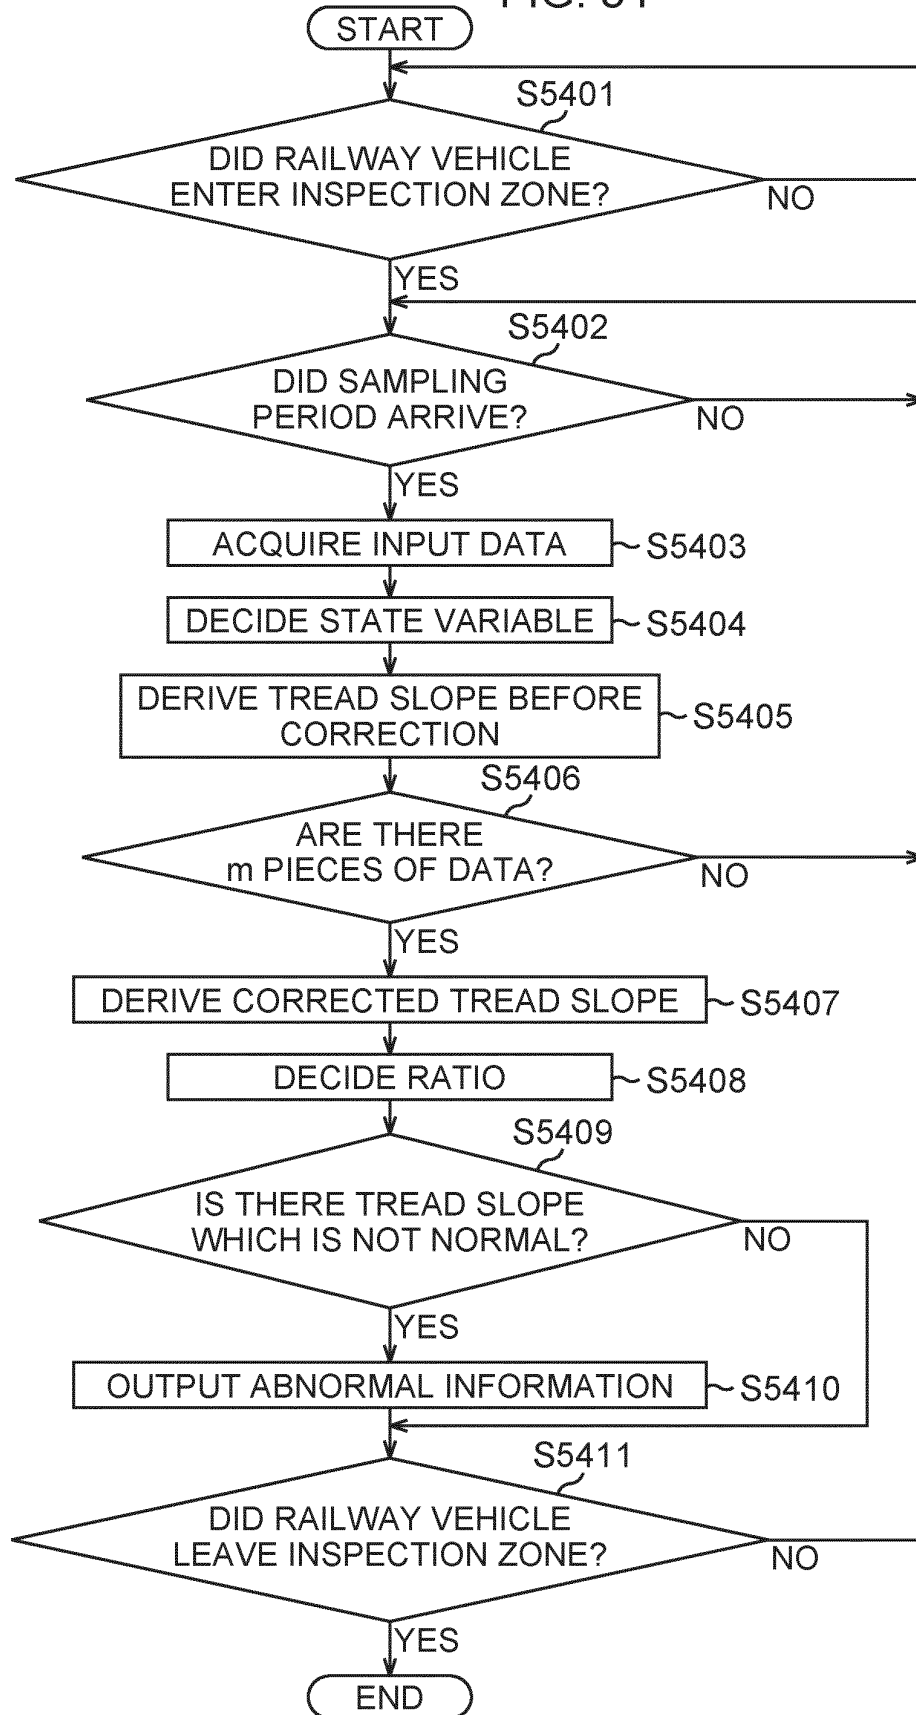 START
S5401
DID RAILWAY VEHICLE
ENTER INSPECTION ZONE?
NO
YES
S5402
DID SAMPLING
PERIOD ARRIVE?
NO
YES
ACQUIRE INPUT DATA
S5403
DECIDE STATE VARIABLE
S5404
DERIVE TREAD SLOPE BEFORE
CORRECTION
S5405
S5406
ARE THERE
m PIECES OF DATA?
NO
YES
DERIVE CORRECTED TREAD SLOPE
S5407
DECIDE RATIO
S5408
S5409
IS THERE TREAD SLOPE
WHICH IS NOT NORMAL?
NO
YES
OUTPUT ABNORMAL INFORMATION
S5410
S5411
DID RAILWAY VEHICLE
LEAVE INSPECTION ZONE?
NO
YES
END